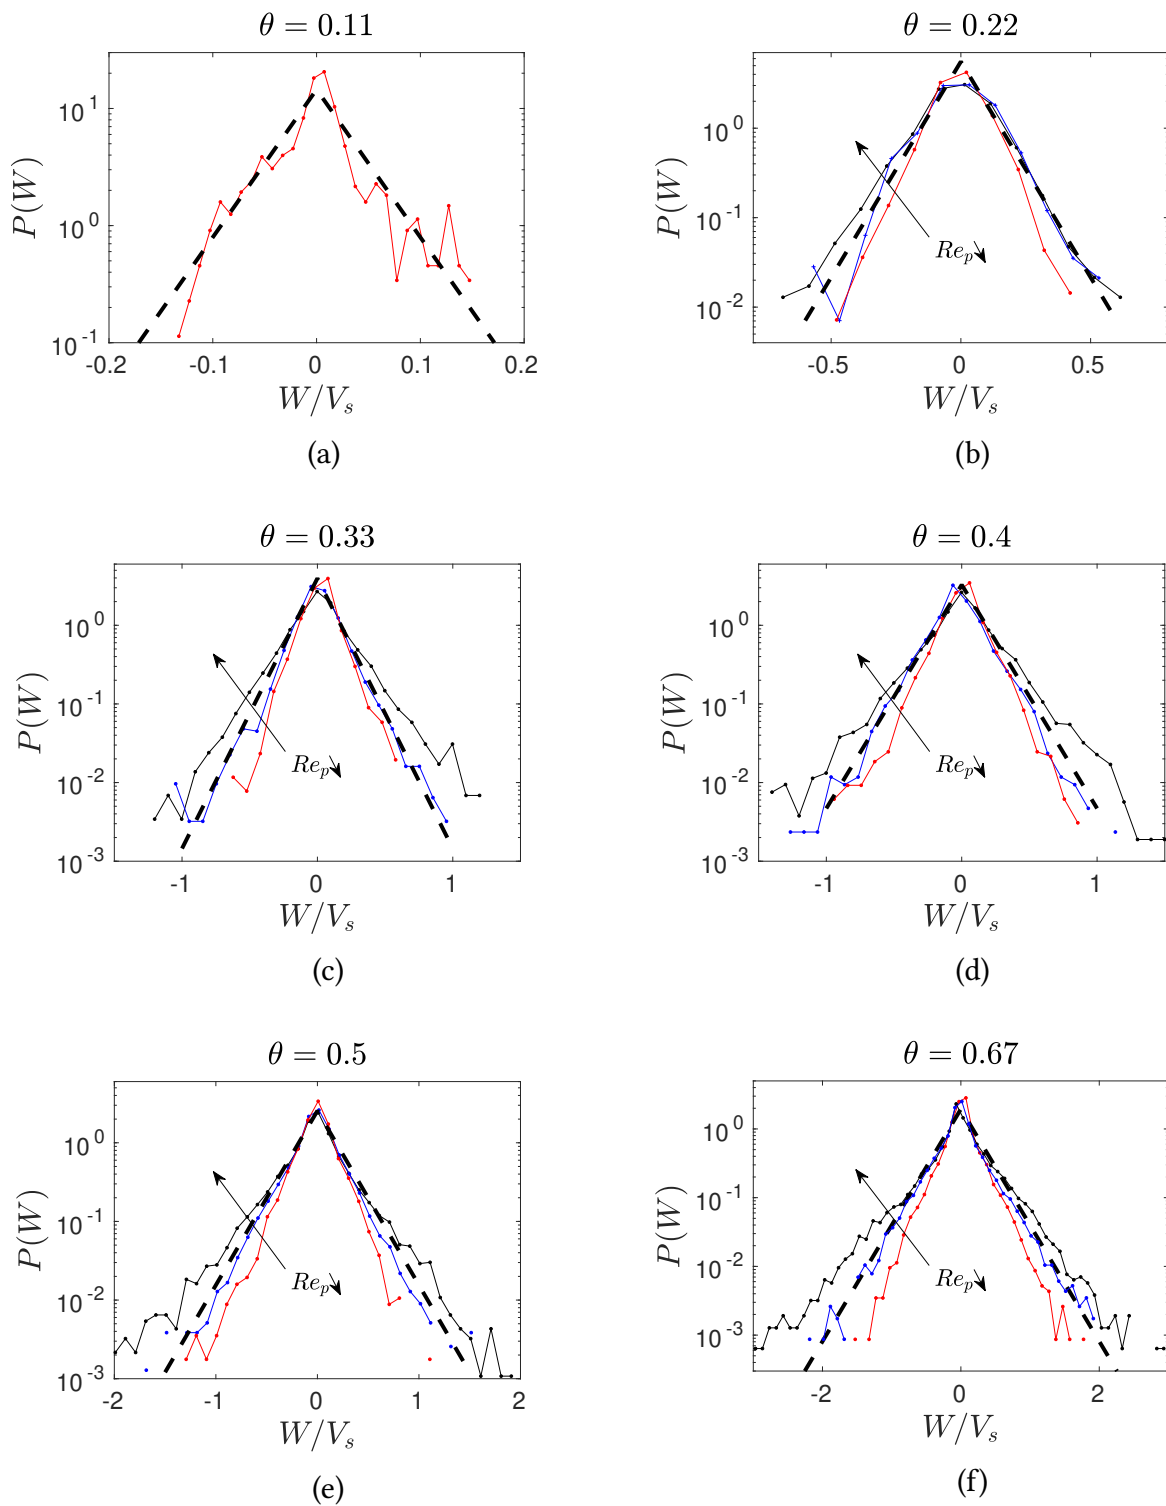 θ = 0.11
P(W)
10^1
10^0
10^-1
-0.2 -0.1 0 0.1 0.2
W/V_s
(a)
θ = 0.22
P(W)
10^0
10^-1
10^-2
Re_p↘
-0.5 0 0.5
W/V_s
(b)
θ = 0.33
P(W)
10^0
10^-1
10^-2
10^-3
Re_p↘
-1 0 1
W/V_s
(c)
θ = 0.4
P(W)
10^0
10^-1
10^-2
10^-3
Re_p↘
-1 0 1
W/V_s
(d)
θ = 0.5
P(W)
10^0
10^-1
10^-2
10^-3
Re_p↘
-2 -1 0 1 2
W/V_s
(e)
θ = 0.67
P(W)
10^0
10^-1
10^-2
10^-3
Re_p↘
-2 0 2
W/V_s
(f)